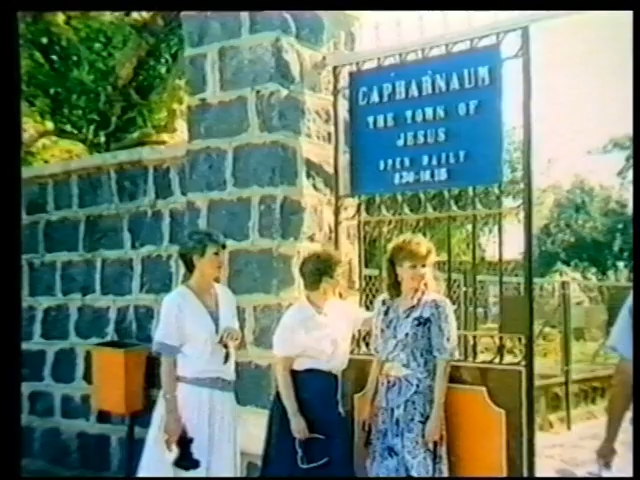 CAPHARNAUM
THE TOWN OF
JESUS
OPEN DAILY
8.30-16.15